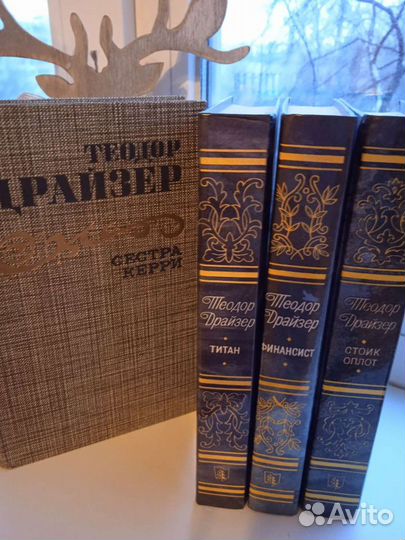 ТЕОДОР
ДРАЙЗЕР
СЕСТРА
КЕРРИ
Теодор
Драйзер
ТИТАН
Теодор
Драйзер
ФИНАНСИСТ
Теодор
Драйзер
СТОИК
ОПЛОТ
Avito